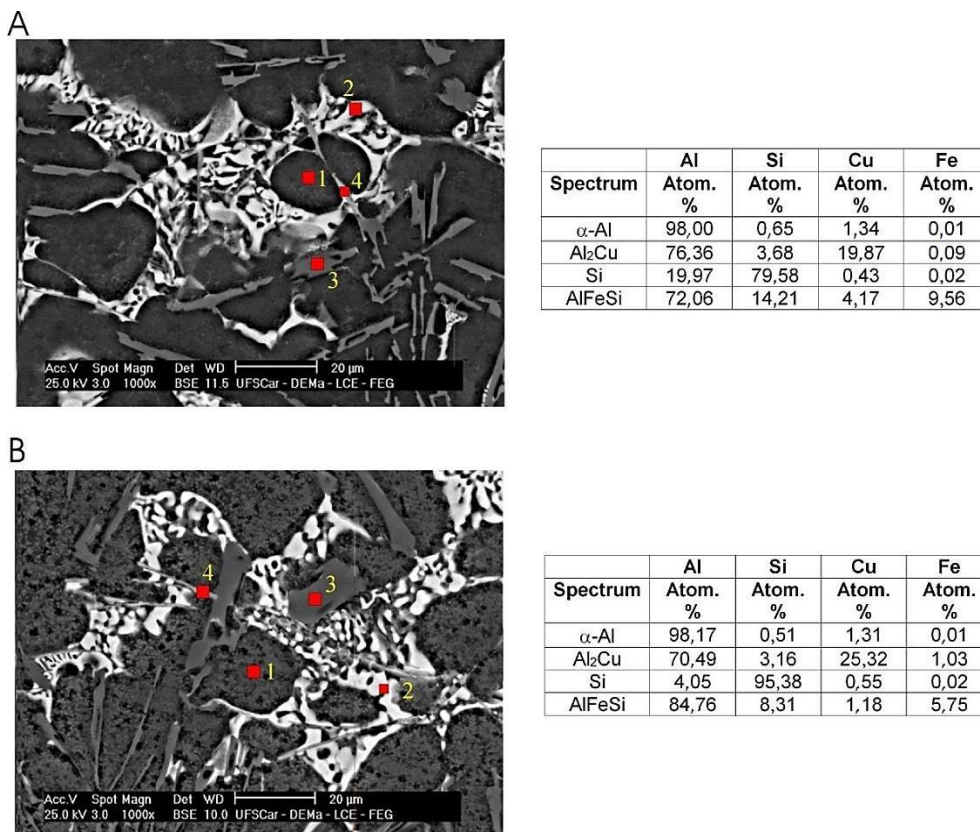 A
2
1
4
3
Acc.V Spot Magn Det WD 20 µm
25.0 kV 3.0 1000x BSE 11.5 UFSCar - DEMa - LCE - FEG
Al Si Cu Fe
Spectrum Atom. % Atom. % Atom. % Atom. %
α-Al 98,00 0,65 1,34 0,01
Al₂Cu 76,36 3,68 19,87 0,09
Si 19,97 79,58 0,43 0,02
AlFeSi 72,06 14,21 4,17 9,56
B
4
3
1
2
Acc.V Spot Magn Det WD 20 µm
25.0 kV 3.0 1000x BSE 10.0 UFSCar - DEMa - LCE - FEG
Al Si Cu Fe
Spectrum Atom. % Atom. % Atom. % Atom. %
α-Al 98,17 0,51 1,31 0,01
Al₂Cu 70,49 3,16 25,32 1,03
Si 4,05 95,38 0,55 0,02
AlFeSi 84,76 8,31 1,18 5,75